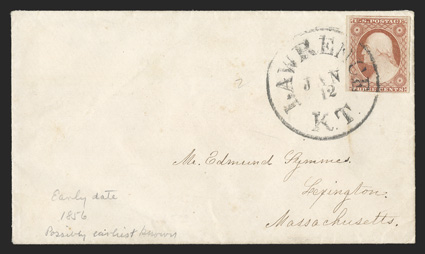 U.S. POSTAGE
THREE CENTS
LAWRENCE
JAN
12
K.T.
Mr. Edmund Symmes.
Lexington.
Massachusetts.
Early date
1856
Possibly earliest known